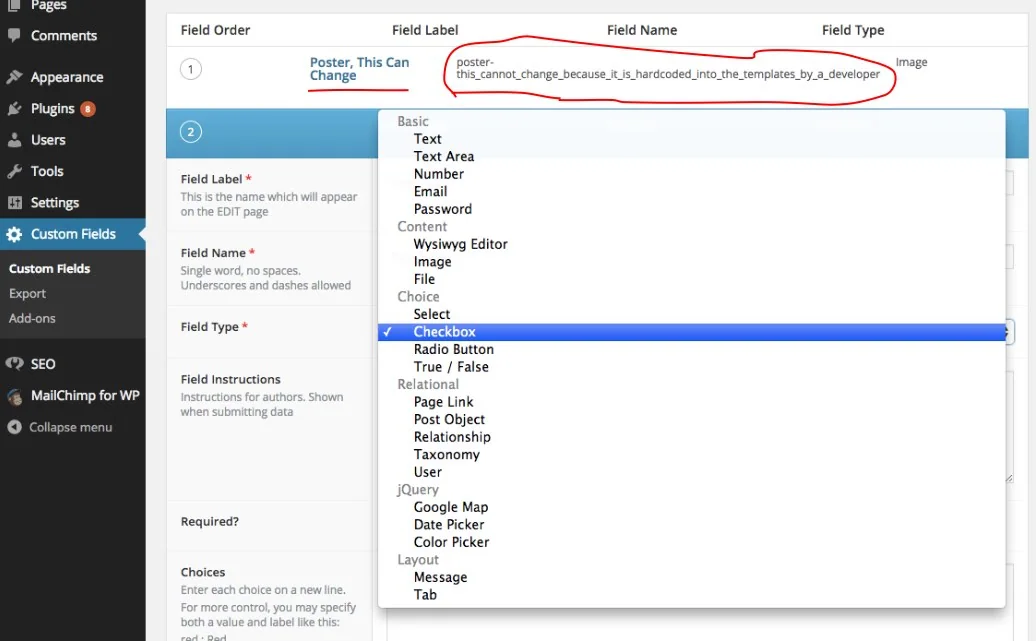 Pages
Comments
Appearance
Plugins 8
Users
Tools
Settings
Custom Fields
Custom Fields
Export
Add-ons
SEO
MailChimp for WP
Collapse menu
Field Order Field Label Field Name Field Type
1 Poster, This Can
Change
poster-
this_cannot_change_because_it_is_hardcoded_into_the_templates_by_a_developer
Image
2
Field Label *
This is the name which will appear
on the EDIT page
Field Name *
Single word, no spaces.
Underscores and dashes allowed
Field Type *
Field Instructions
Instructions for authors. Shown
when submitting data
Required?
Choices
Enter each choice on a new line.
For more control, you may specify
both a value and label like this:
red : Red
Basic
Text
Text Area
Number
Email
Password
Content
Wysiwyg Editor
Image
File
Choice
Select
✓ Checkbox
Radio Button
True / False
Relational
Page Link
Post Object
Relationship
Taxonomy
User
jQuery
Google Map
Date Picker
Color Picker
Layout
Message
Tab